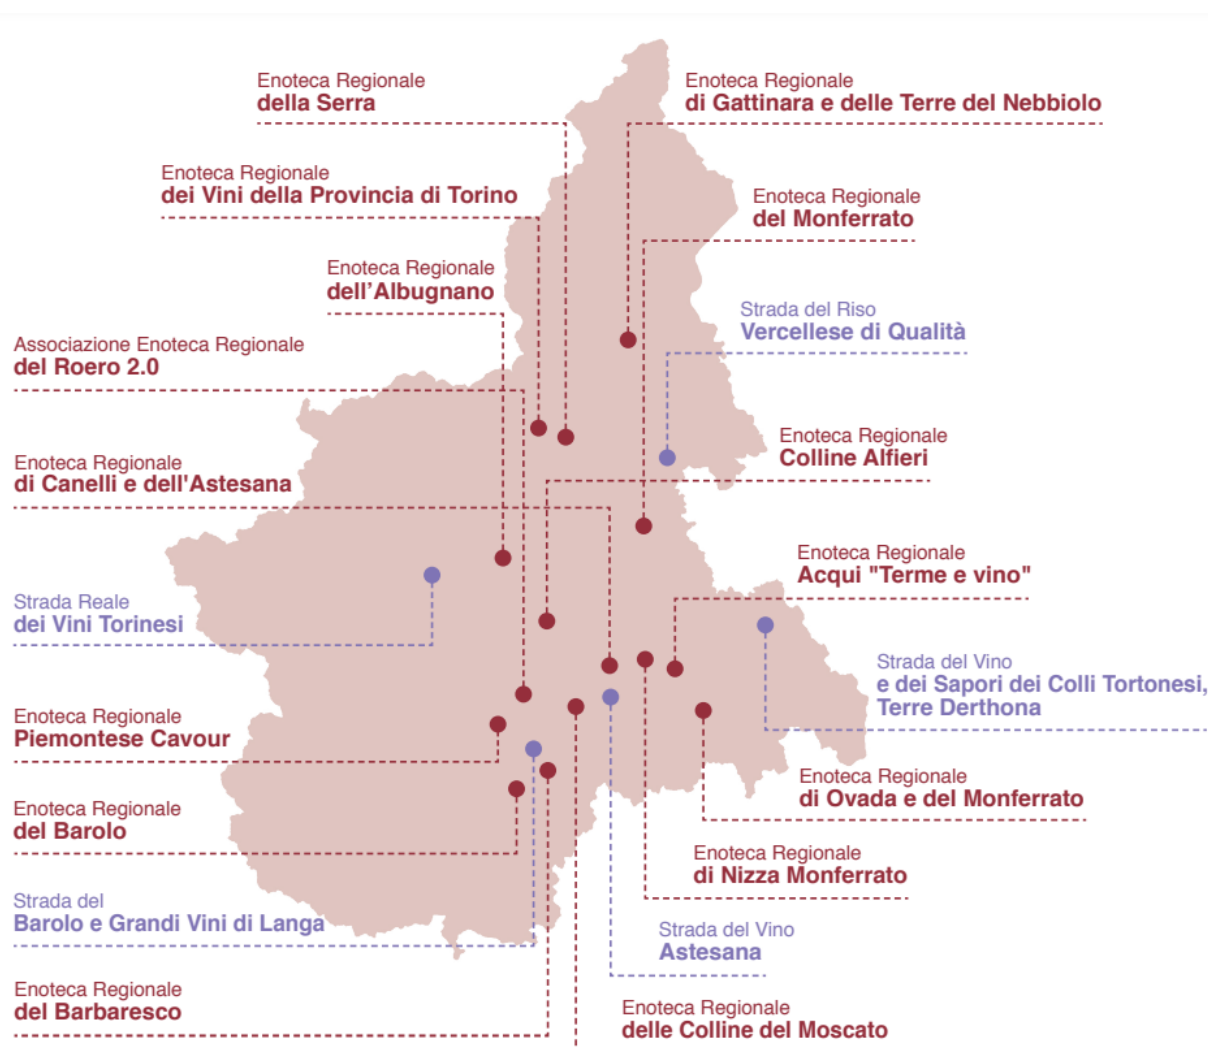 Enoteca Regionale
della Serra
Enoteca Regionale
di Gattinara e delle Terre del Nebbiolo
Enoteca Regionale
dei Vini della Provincia di Torino
Enoteca Regionale
del Monferrato
Enoteca Regionale
dell’Albugnano
Strada del Riso
Vercellese di Qualità
Associazione Enoteca Regionale
del Roero 2.0
Enoteca Regionale
Colline Alfieri
Enoteca Regionale
di Canelli e dell'Astesana
Enoteca Regionale
Acqui "Terme e vino"
Strada Reale
dei Vini Torinesi
Strada del Vino
e dei Sapori dei Colli Tortonesi,
Terre Derthona
Enoteca Regionale
Piemontese Cavour
Enoteca Regionale
di Ovada e del Monferrato
Enoteca Regionale
del Barolo
Enoteca Regionale
di Nizza Monferrato
Strada del
Barolo e Grandi Vini di Langa
Strada del Vino
Astesana
Enoteca Regionale
del Barbaresco
Enoteca Regionale
delle Colline del Moscato